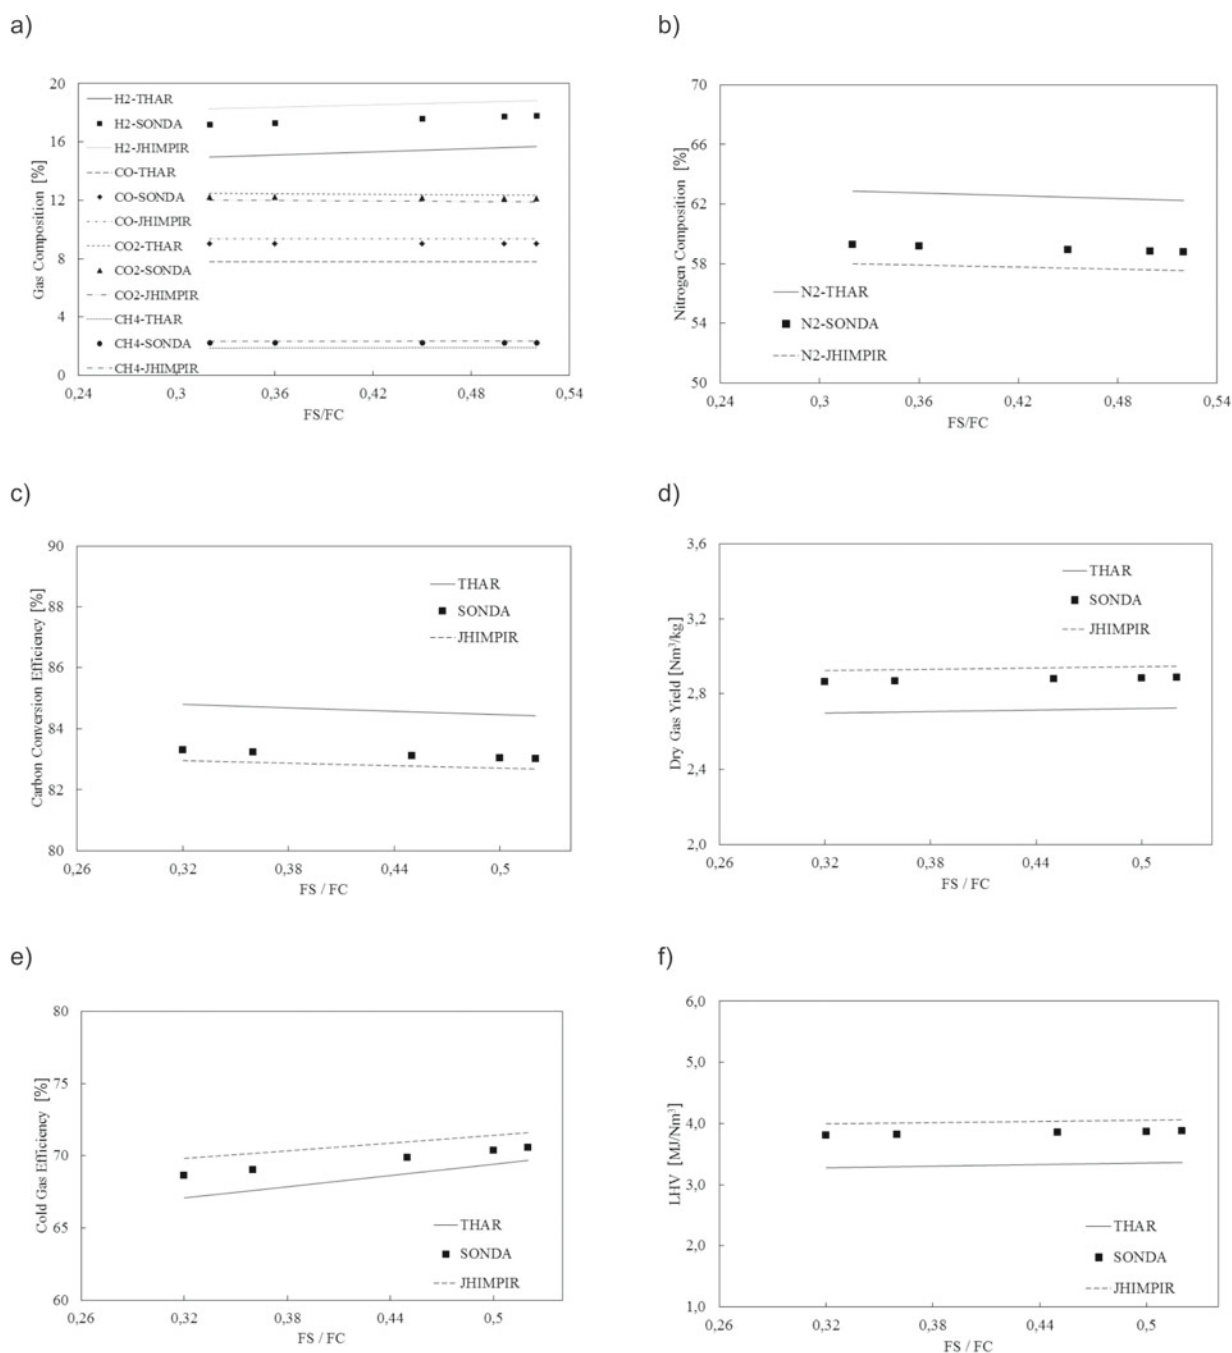 a)
Gas Composition [%]
20
16
12
8
4
0
H2-THAR
H2-SONDA
H2-JHIMPIR
CO-THAR
CO-SONDA
CO-JHIMPIR
CO2-THAR
CO2-SONDA
CO2-JHIMPIR
CH4-THAR
CH4-SONDA
CH4-JHIMPIR
0,24 0,3 0,36 0,42 0,48 0,54
FS/FC
b)
Nitrogen Composition [%]
70
66
62
58
54
50
N2-THAR
N2-SONDA
N2-JHIMPIR
0,24 0,3 0,36 0,42 0,48 0,54
FS/FC
c)
Carbon Conversion Efficiency [%]
90
88
86
84
82
80
THAR
SONDA
JHIMPIR
0,26 0,32 0,38 0,44 0,5
FS / FC
d)
Dry Gas Yield [Nm³/kg]
3,6
3,2
2,8
2,4
2,0
THAR
SONDA
JHIMPIR
0,26 0,32 0,38 0,44 0,5
FS / FC
e)
Cold Gas Efficiency [%]
80
75
70
65
60
THAR
SONDA
JHIMPIR
0,26 0,32 0,38 0,44 0,5
FS / FC
f)
LHV [MJ/Nm³]
6,0
5,0
4,0
3,0
2,0
1,0
THAR
SONDA
JHIMPIR
0,26 0,32 0,38 0,44 0,5
FS / FC